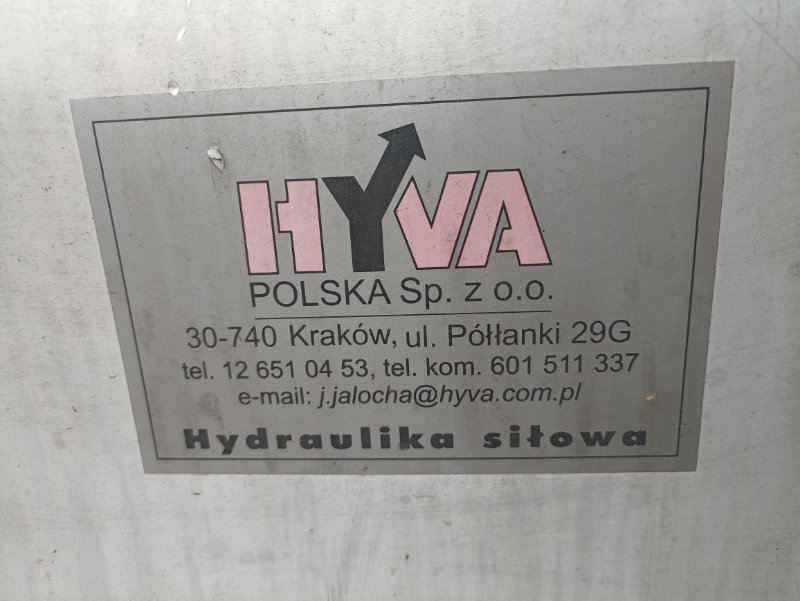 HYVA
POLSKA Sp. z o.o.
30-740 Kraków, ul. Półłanki 29G
tel. 12 651 04 53, tel. kom. 601 511 337
e-mail: j.jalocha@hyva.com.pl
Hydraulika siłowa